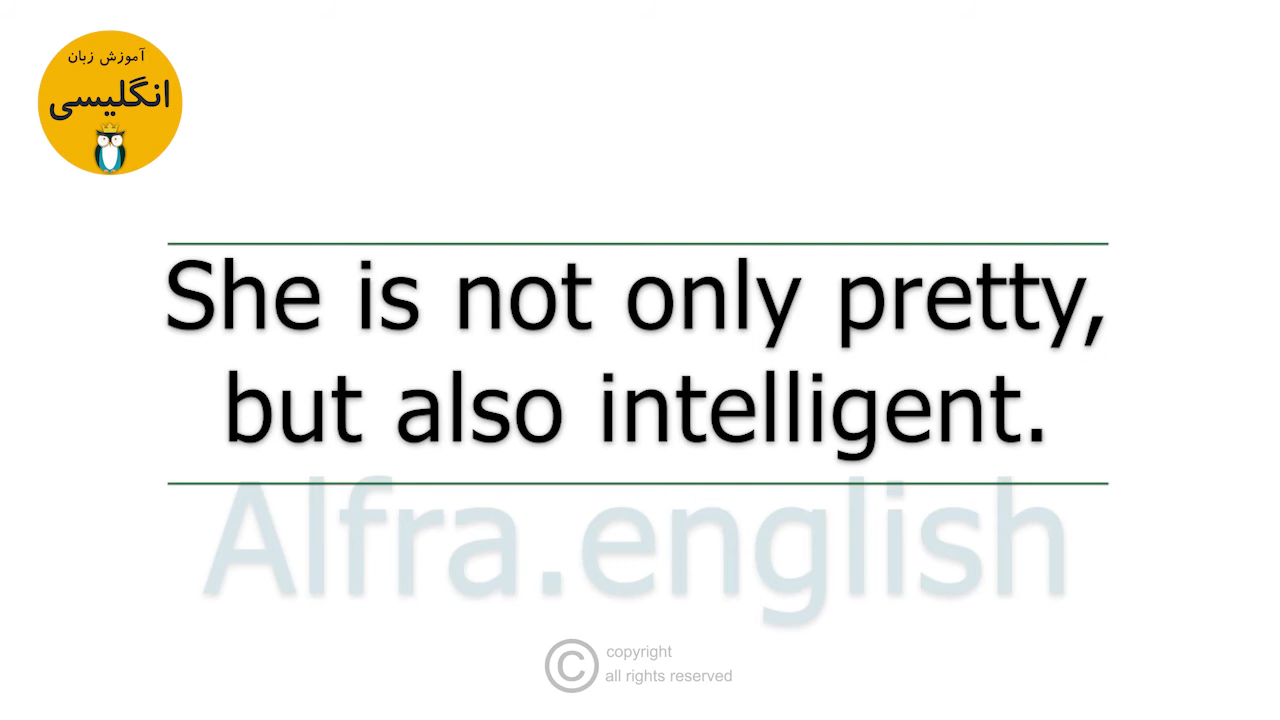 آموزش زبان
انگلیسی
She is not only pretty,
but also intelligent.
Alfra.english
© copyright
all rights reserved